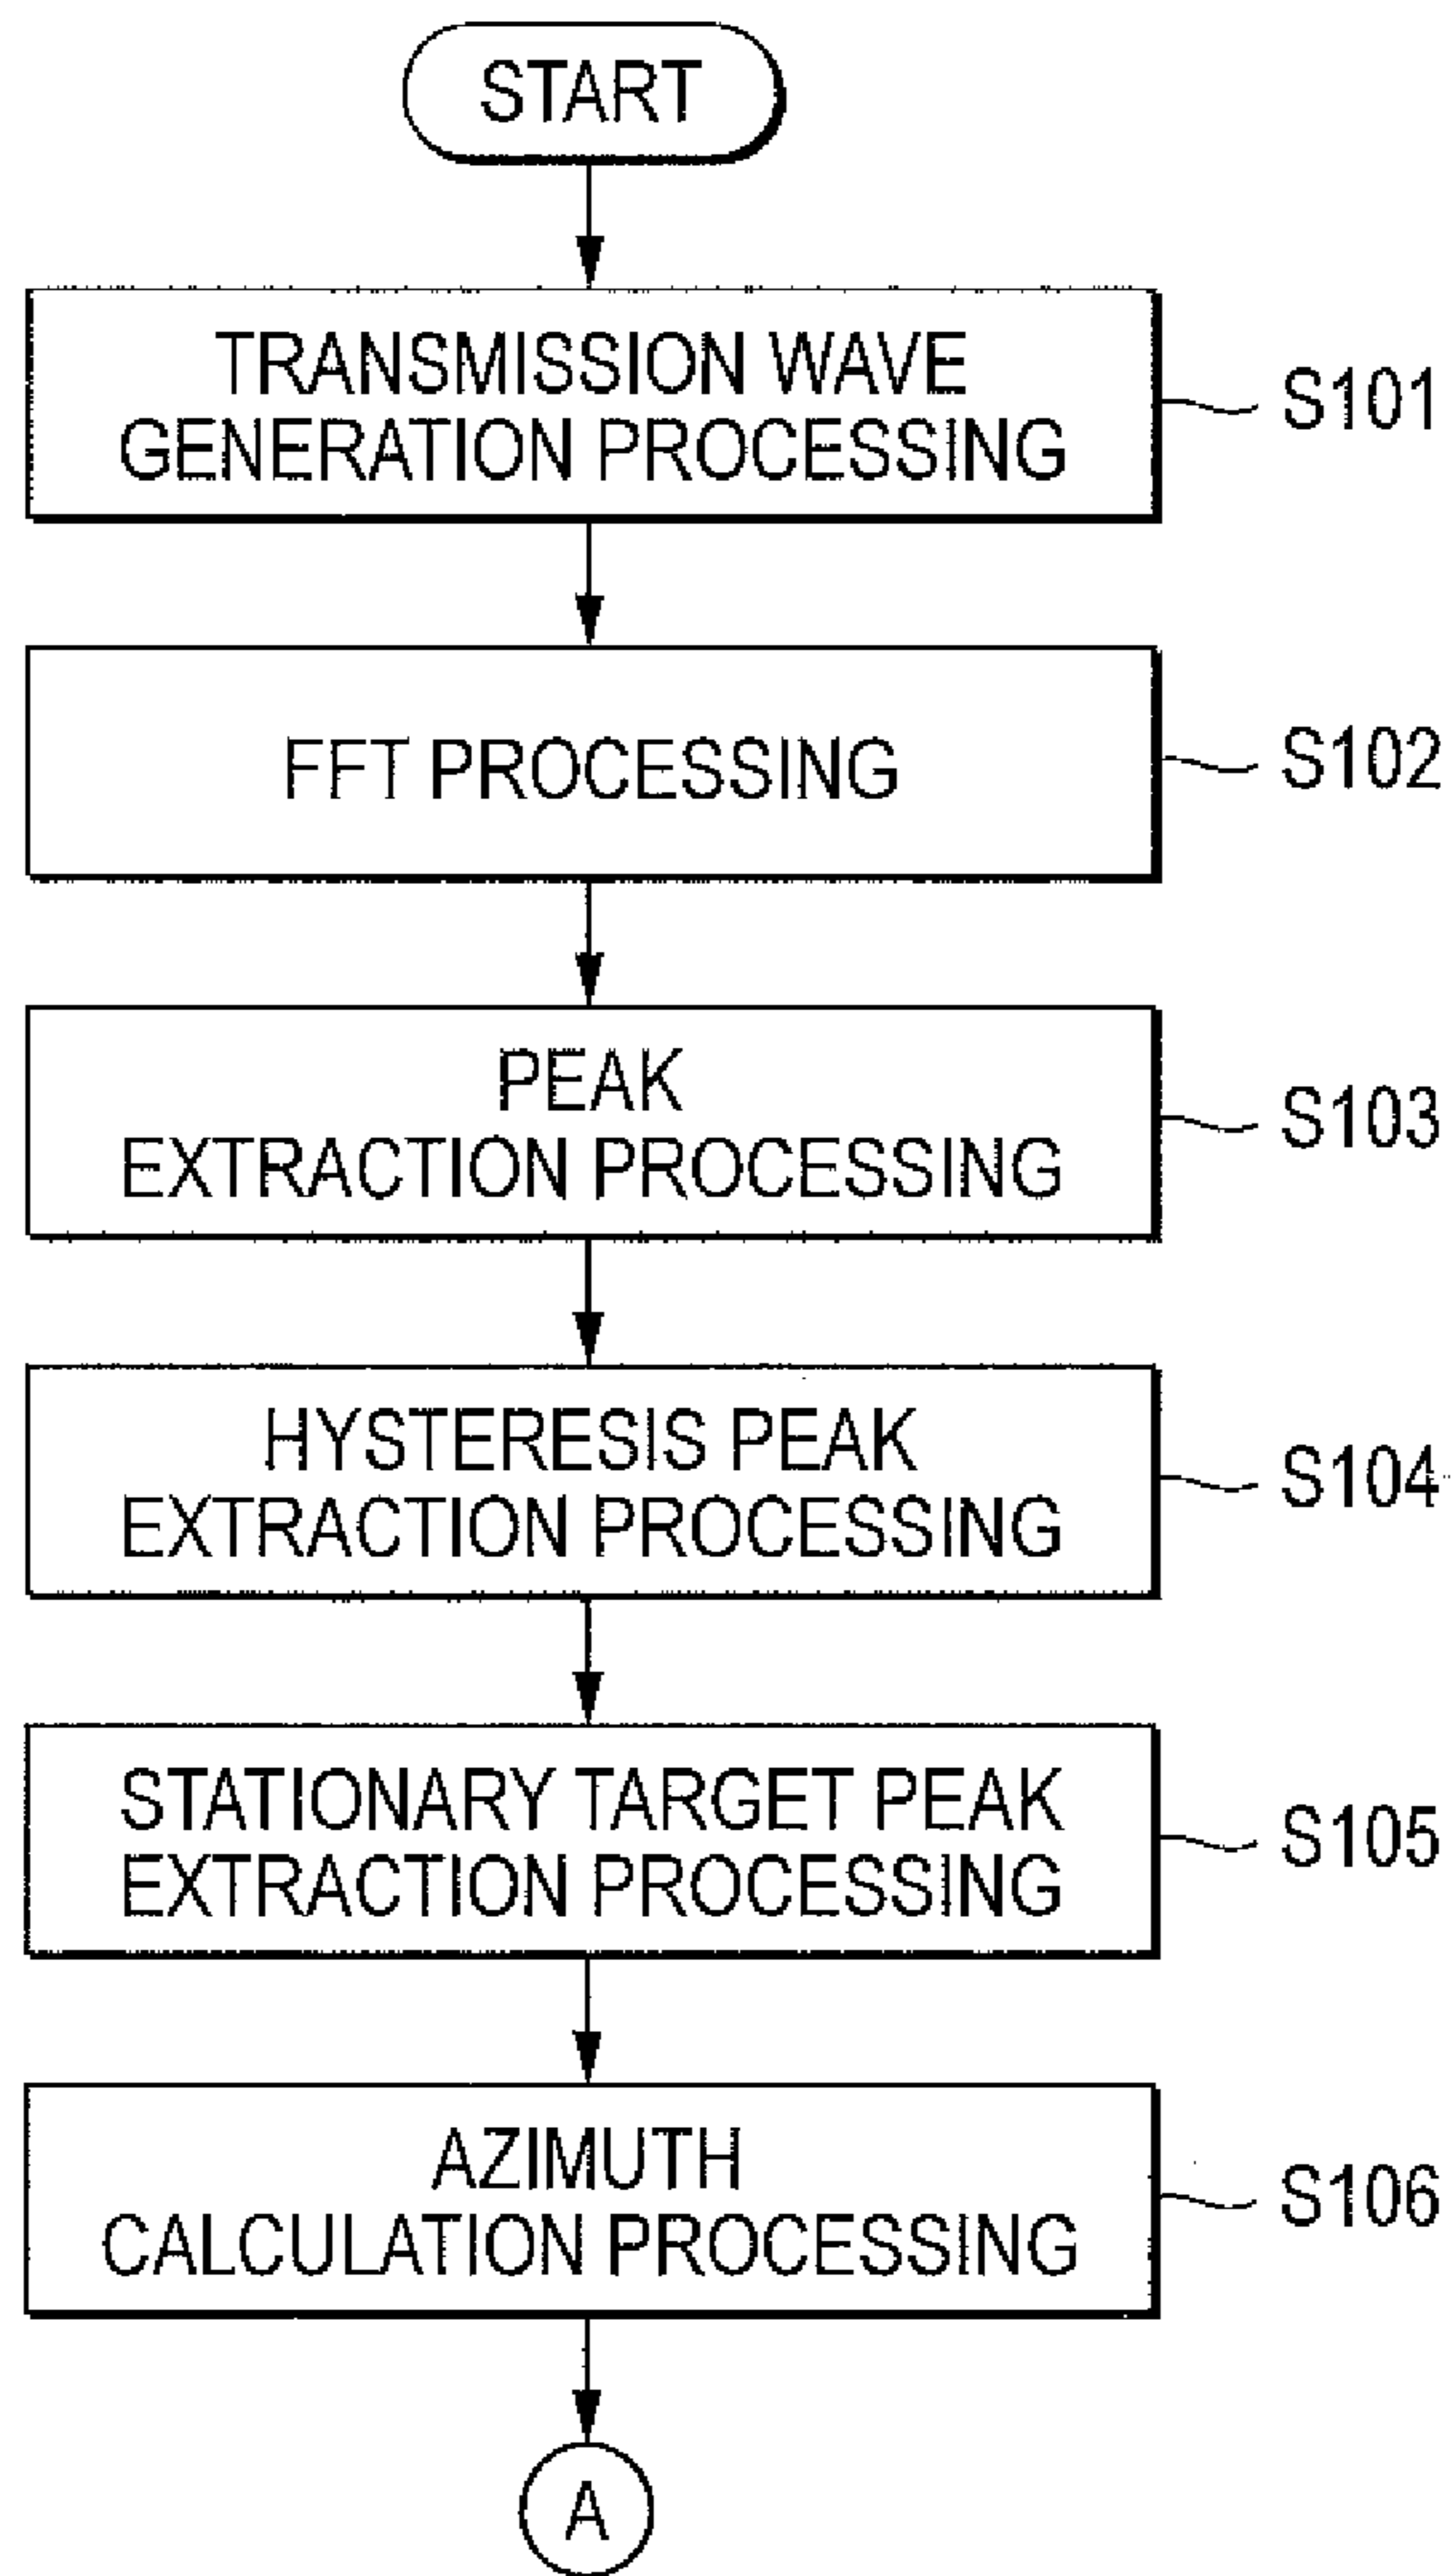 START
TRANSMISSION WAVE
GENERATION PROCESSING
S101
FFT PROCESSING
S102
PEAK
EXTRACTION PROCESSING
S103
HYSTERESIS PEAK
EXTRACTION PROCESSING
S104
STATIONARY TARGET PEAK
EXTRACTION PROCESSING
S105
AZIMUTH
CALCULATION PROCESSING
S106
A